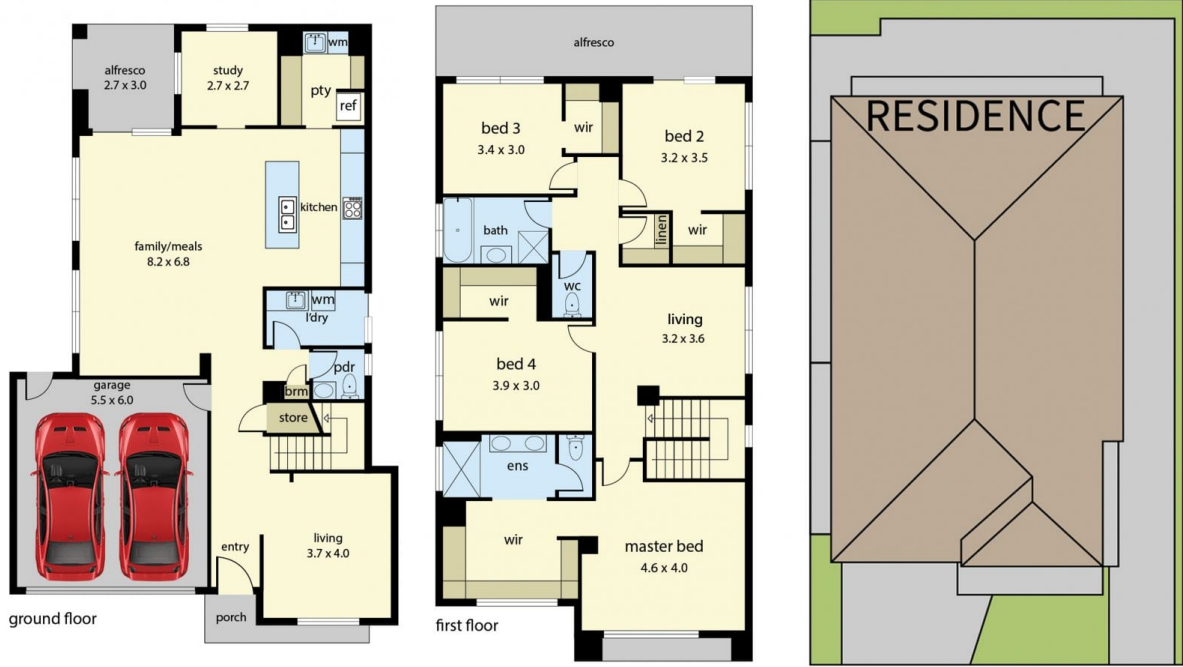 alfresco
2.7 x 3.0
study
2.7 x 2.7
wm
pty
ref
kitchen
family/meals
8.2 x 6.8
wm
l'dry
pdr
brm
store
garage
5.5 x 6.0
entry
living
3.7 x 4.0
porch
ground floor
alfresco
bed 3
3.4 x 3.0
wir
bed 2
3.2 x 3.5
bath
linen
wir
wc
wir
living
3.2 x 3.6
bed 4
3.9 x 3.0
ens
wir
master bed
4.6 x 4.0
first floor
RESIDENCE